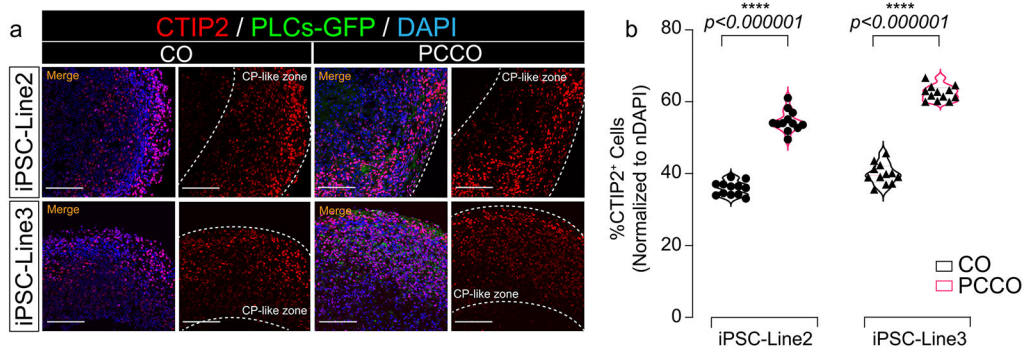 a
CTIP2 / PLCs-GFP / DAPI
CO
PCCO
iPSC-Line2
Merge
CP-like zone
Merge
CP-like zone
iPSC-Line3
Merge
CP-like zone
Merge
CP-like zone
b
****
p<0.000001
****
p<0.000001
%CTIP2⁺ Cells
(Normalized to nDAPI)
80
60
40
20
0
CO
PCCO
iPSC-Line2
iPSC-Line3